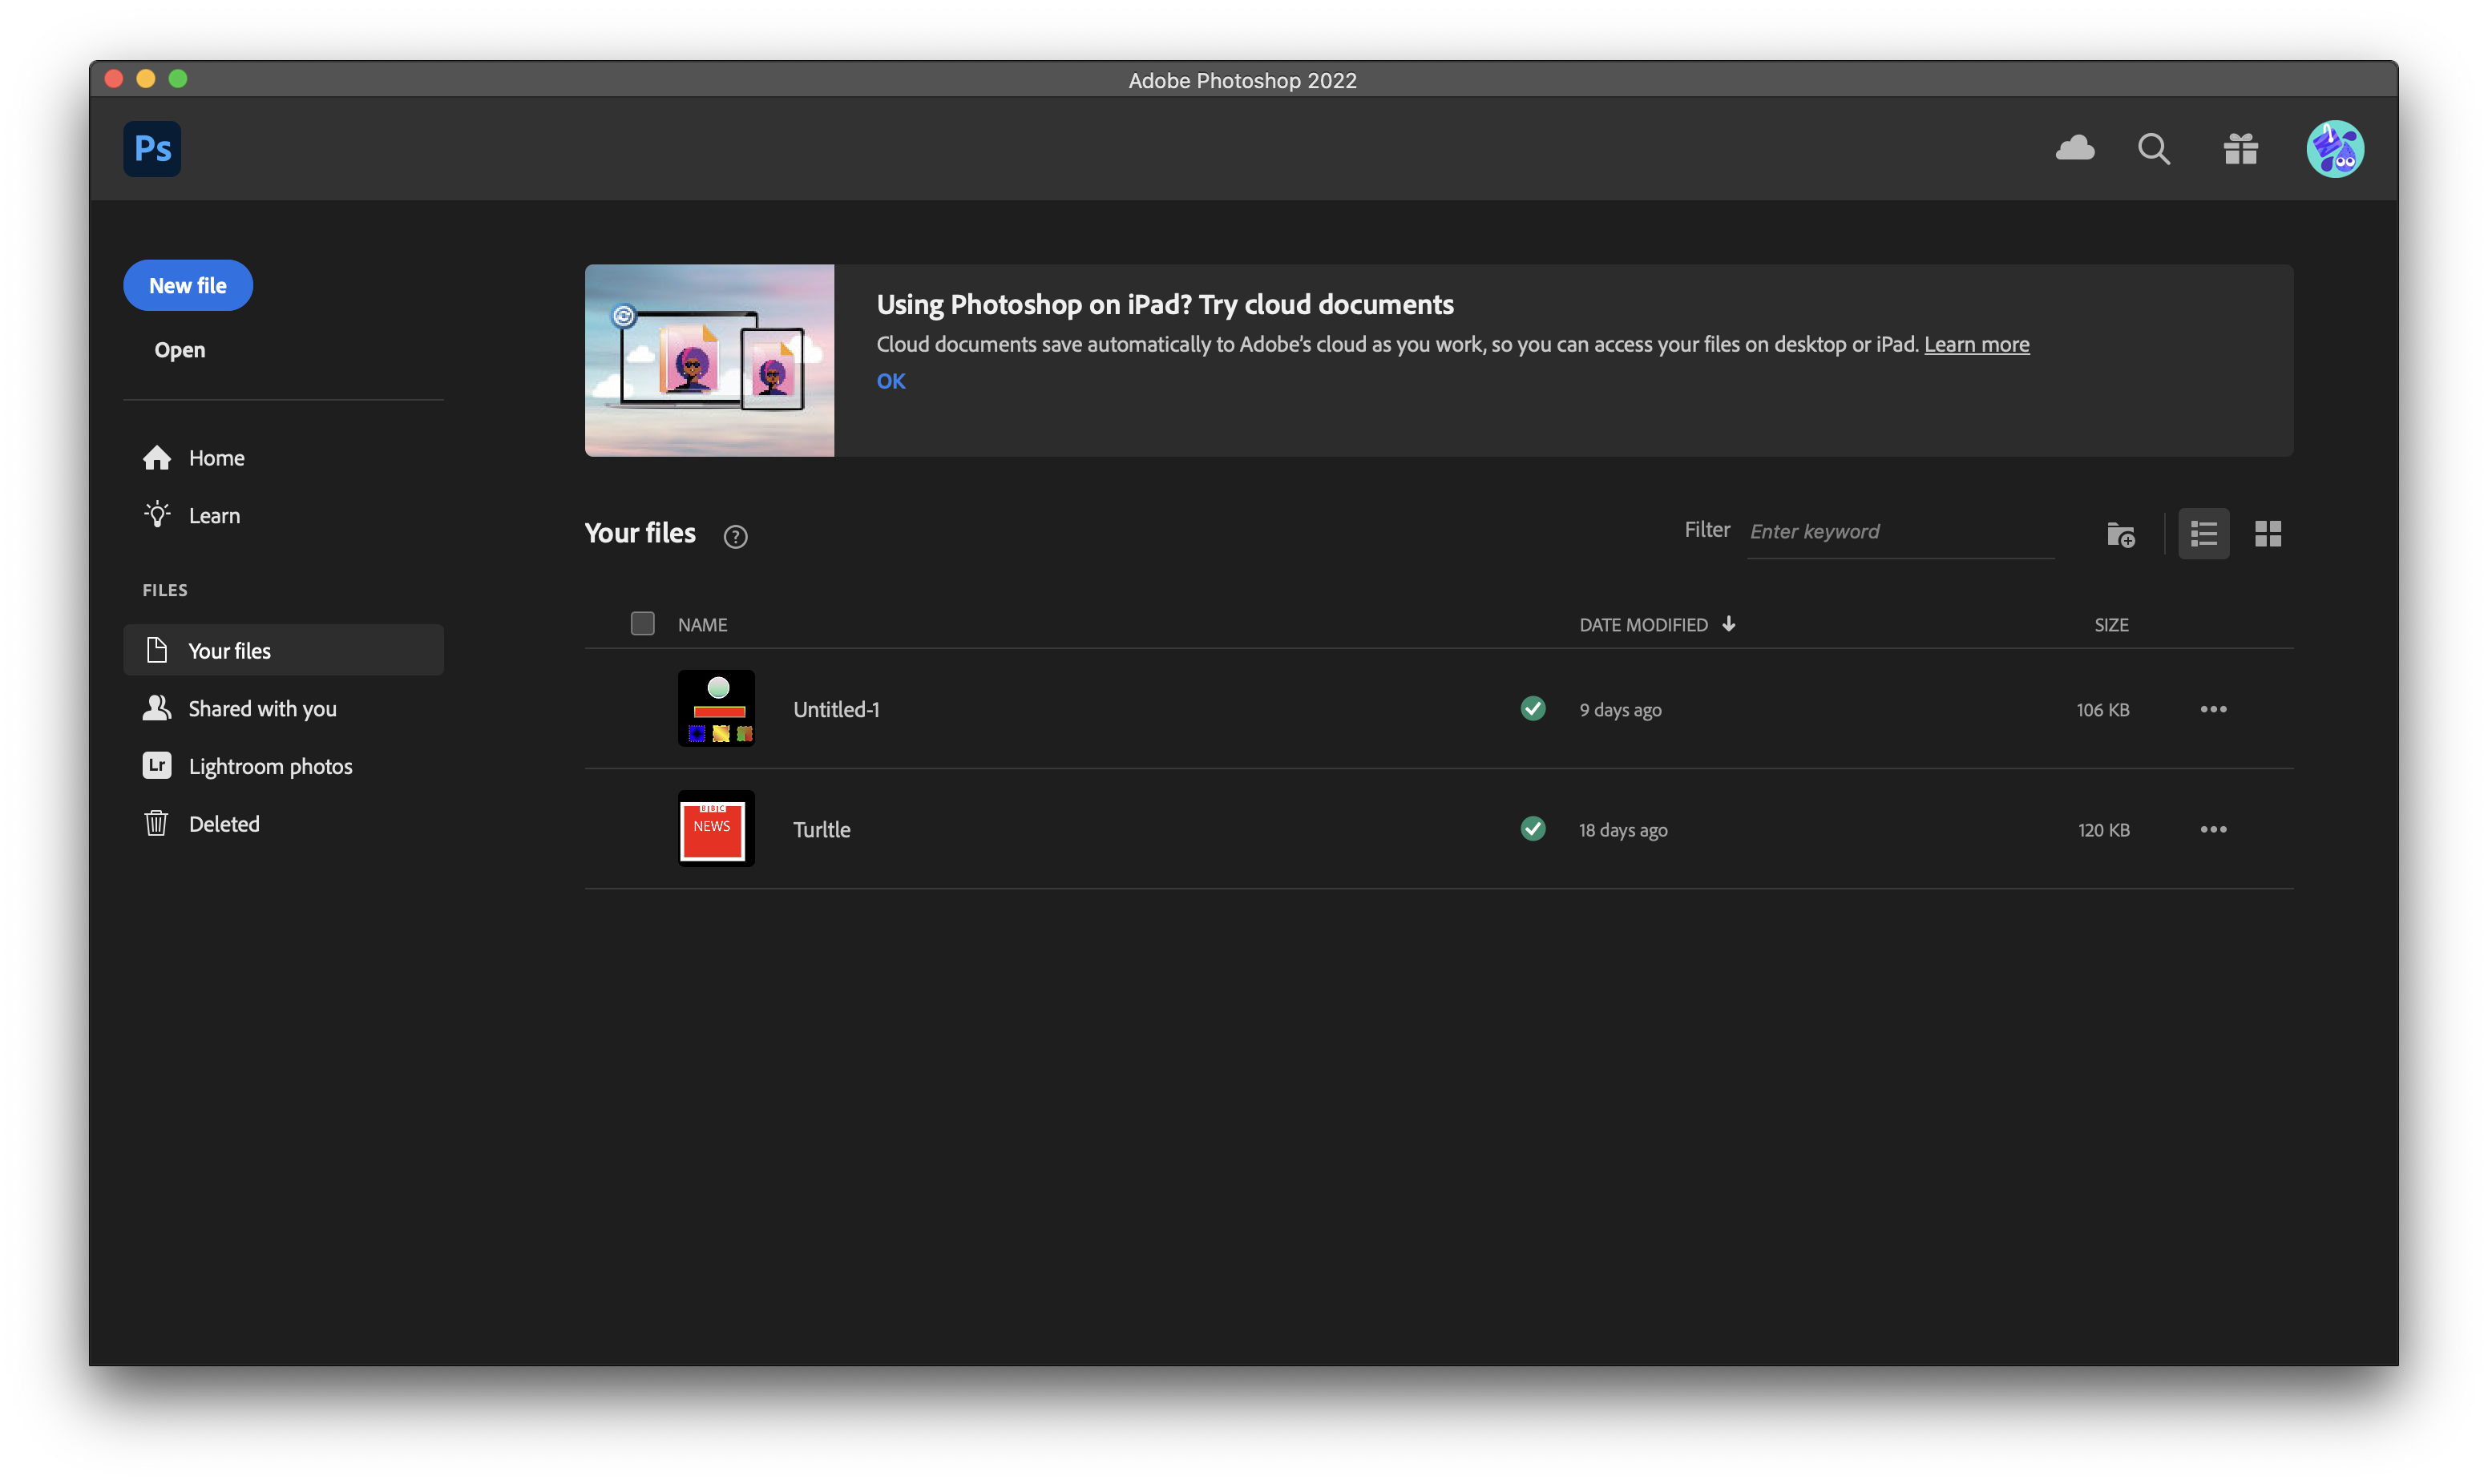 Adobe Photoshop 2022
Ps
New file
Open
Home
Learn
FILES
Your files
Shared with you
Lr Lightroom photos
Deleted
Using Photoshop on iPad? Try cloud documents
Cloud documents save automatically to Adobe's cloud as you work, so you can access your files on desktop or iPad. Learn more
OK
Your files ?
Filter Enter keyword
NAME DATE MODIFIED SIZE
Untitled-1 9 days ago 106 KB
BBC
NEWS
Turltle 18 days ago 120 KB